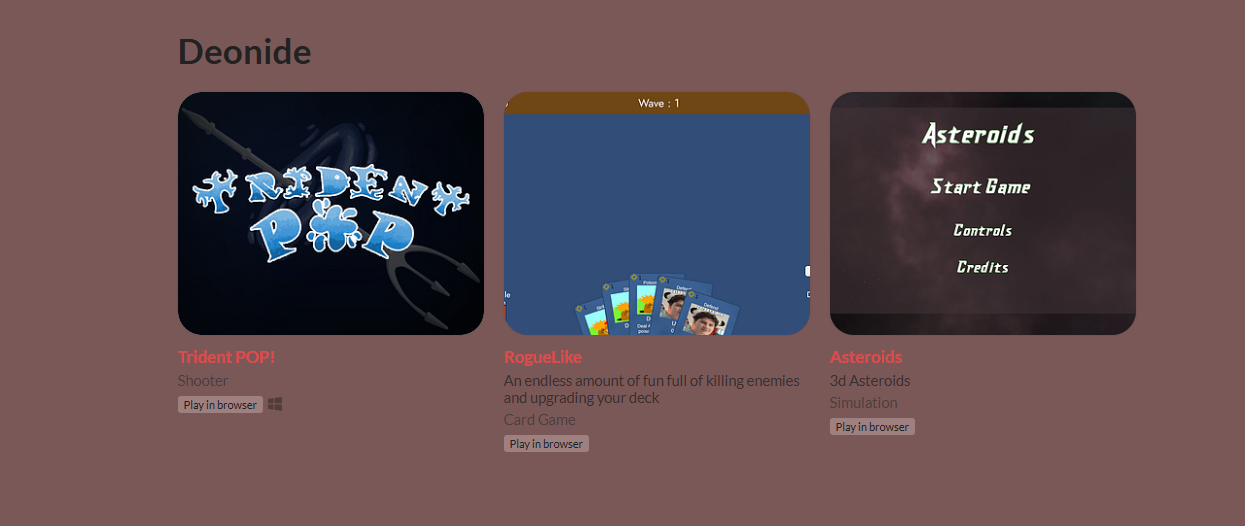 Deonide
TRIDENT
POP
Wave : 1
Defend
Asteroids
Start Game
Controls
Credits
Trident POP!
Shooter
Play in browser
RogueLike
An endless amount of fun full of killing enemies
and upgrading your deck
Card Game
Play in browser
Asteroids
3d Asteroids
Simulation
Play in browser